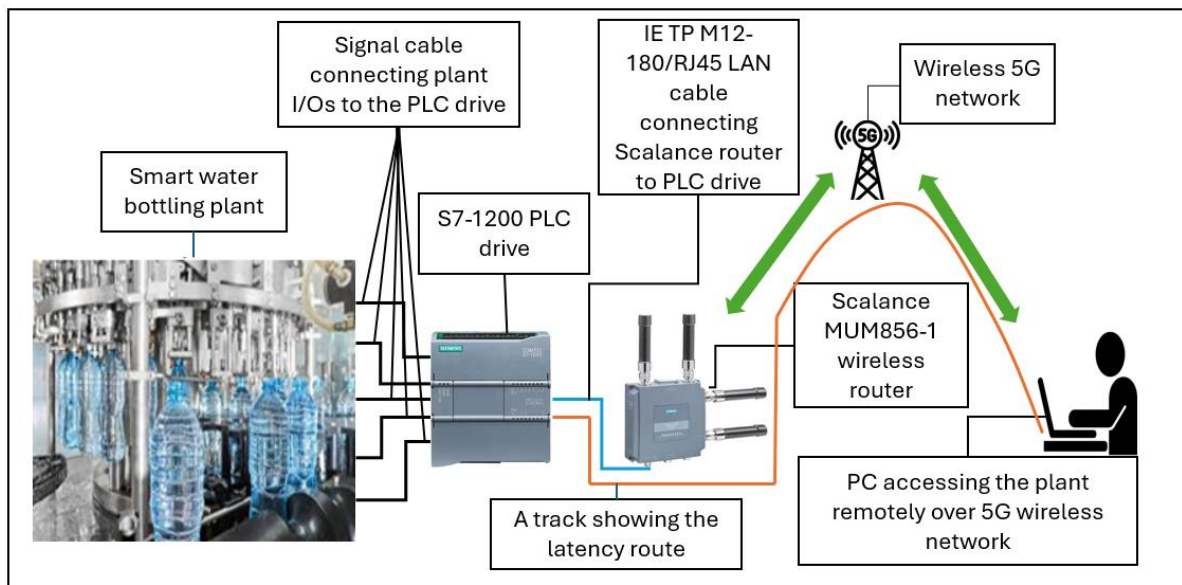 Signal cable
connecting plant
I/Os to the PLC drive
IE TP M12-
180/RJ45 LAN
cable
connecting
Scalance router
to PLC drive
Wireless 5G
network
5G
Smart water
bottling plant
S7-1200 PLC
drive
Scalance
MUM856-1
wireless
router
SIEMENS
A track showing the
latency route
PC accessing the plant
remotely over 5G wireless
network